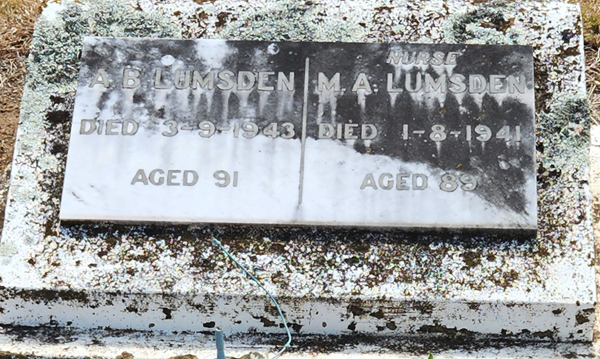 A. B. LUMSDEN
DIED 3-9-1943
AGED 91
NURSE
M. A. LUMSDEN
DIED 1-8-1941
AGED 89